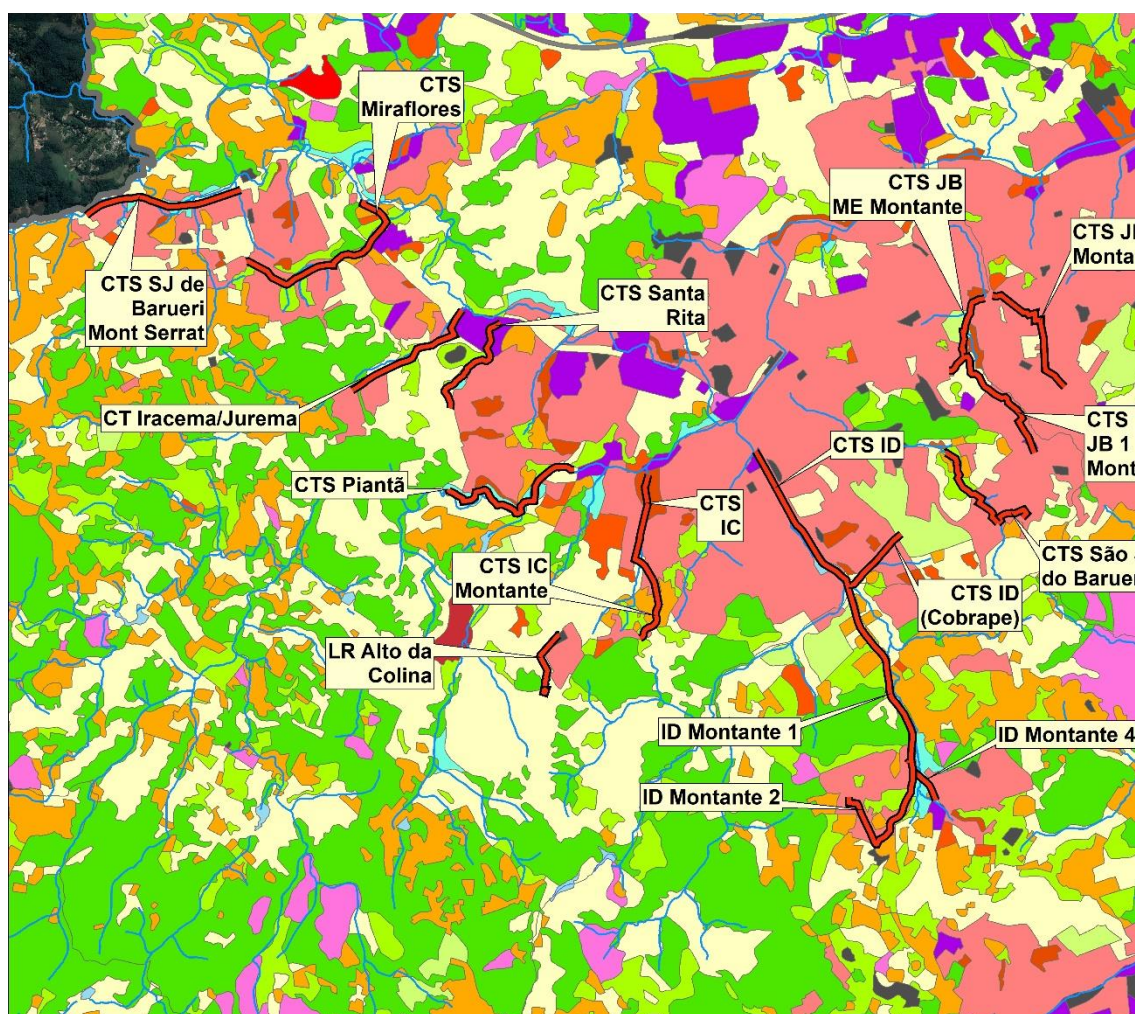 CTS
Miraflores
CTS JB
ME Montante
CTS SJ de
Barueri
Mont Serrat
CTS Santa
Rita
CT Iracema/Jurema
CTS
JB 1
CTS ID
CTS Piantã
CTS
IC
CTS IC
Montante
CTS São
CTS ID
(Cobrape)
LR Alto da
Colina
ID Montante 1
ID Montante 4
ID Montante 2